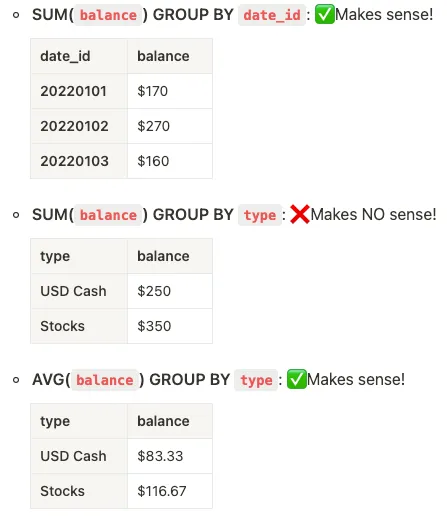 SUM(balance) GROUP BY date_id: ✅Makes sense!
date_id balance
20220101 $170
20220102 $270
20220103 $160
SUM(balance) GROUP BY type: ❌Makes NO sense!
type balance
USD Cash $250
Stocks $350
AVG(balance) GROUP BY type: ✅Makes sense!
type balance
USD Cash $83.33
Stocks $116.67